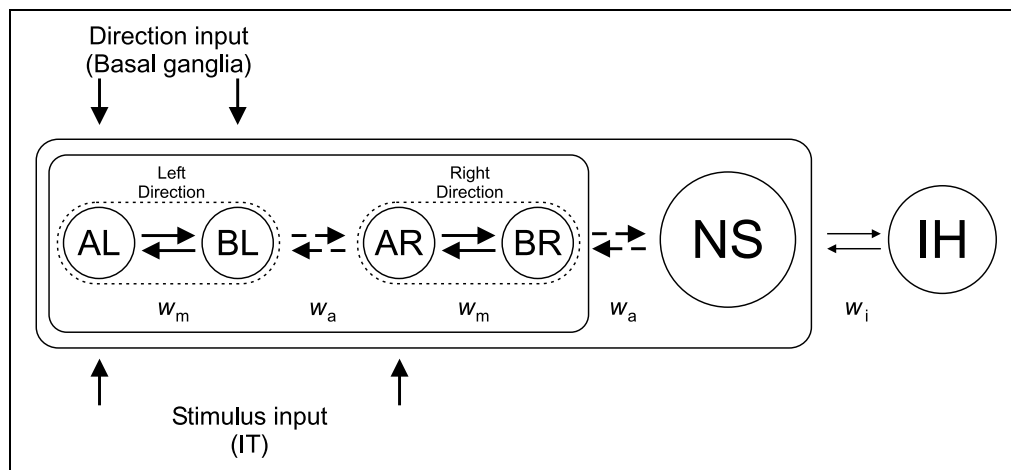 Direction input
(Basal ganglia)
Left
Direction
Right
Direction
AL BL AR BR NS IH
wm wa wm wa wi
Stimulus input
(IT)